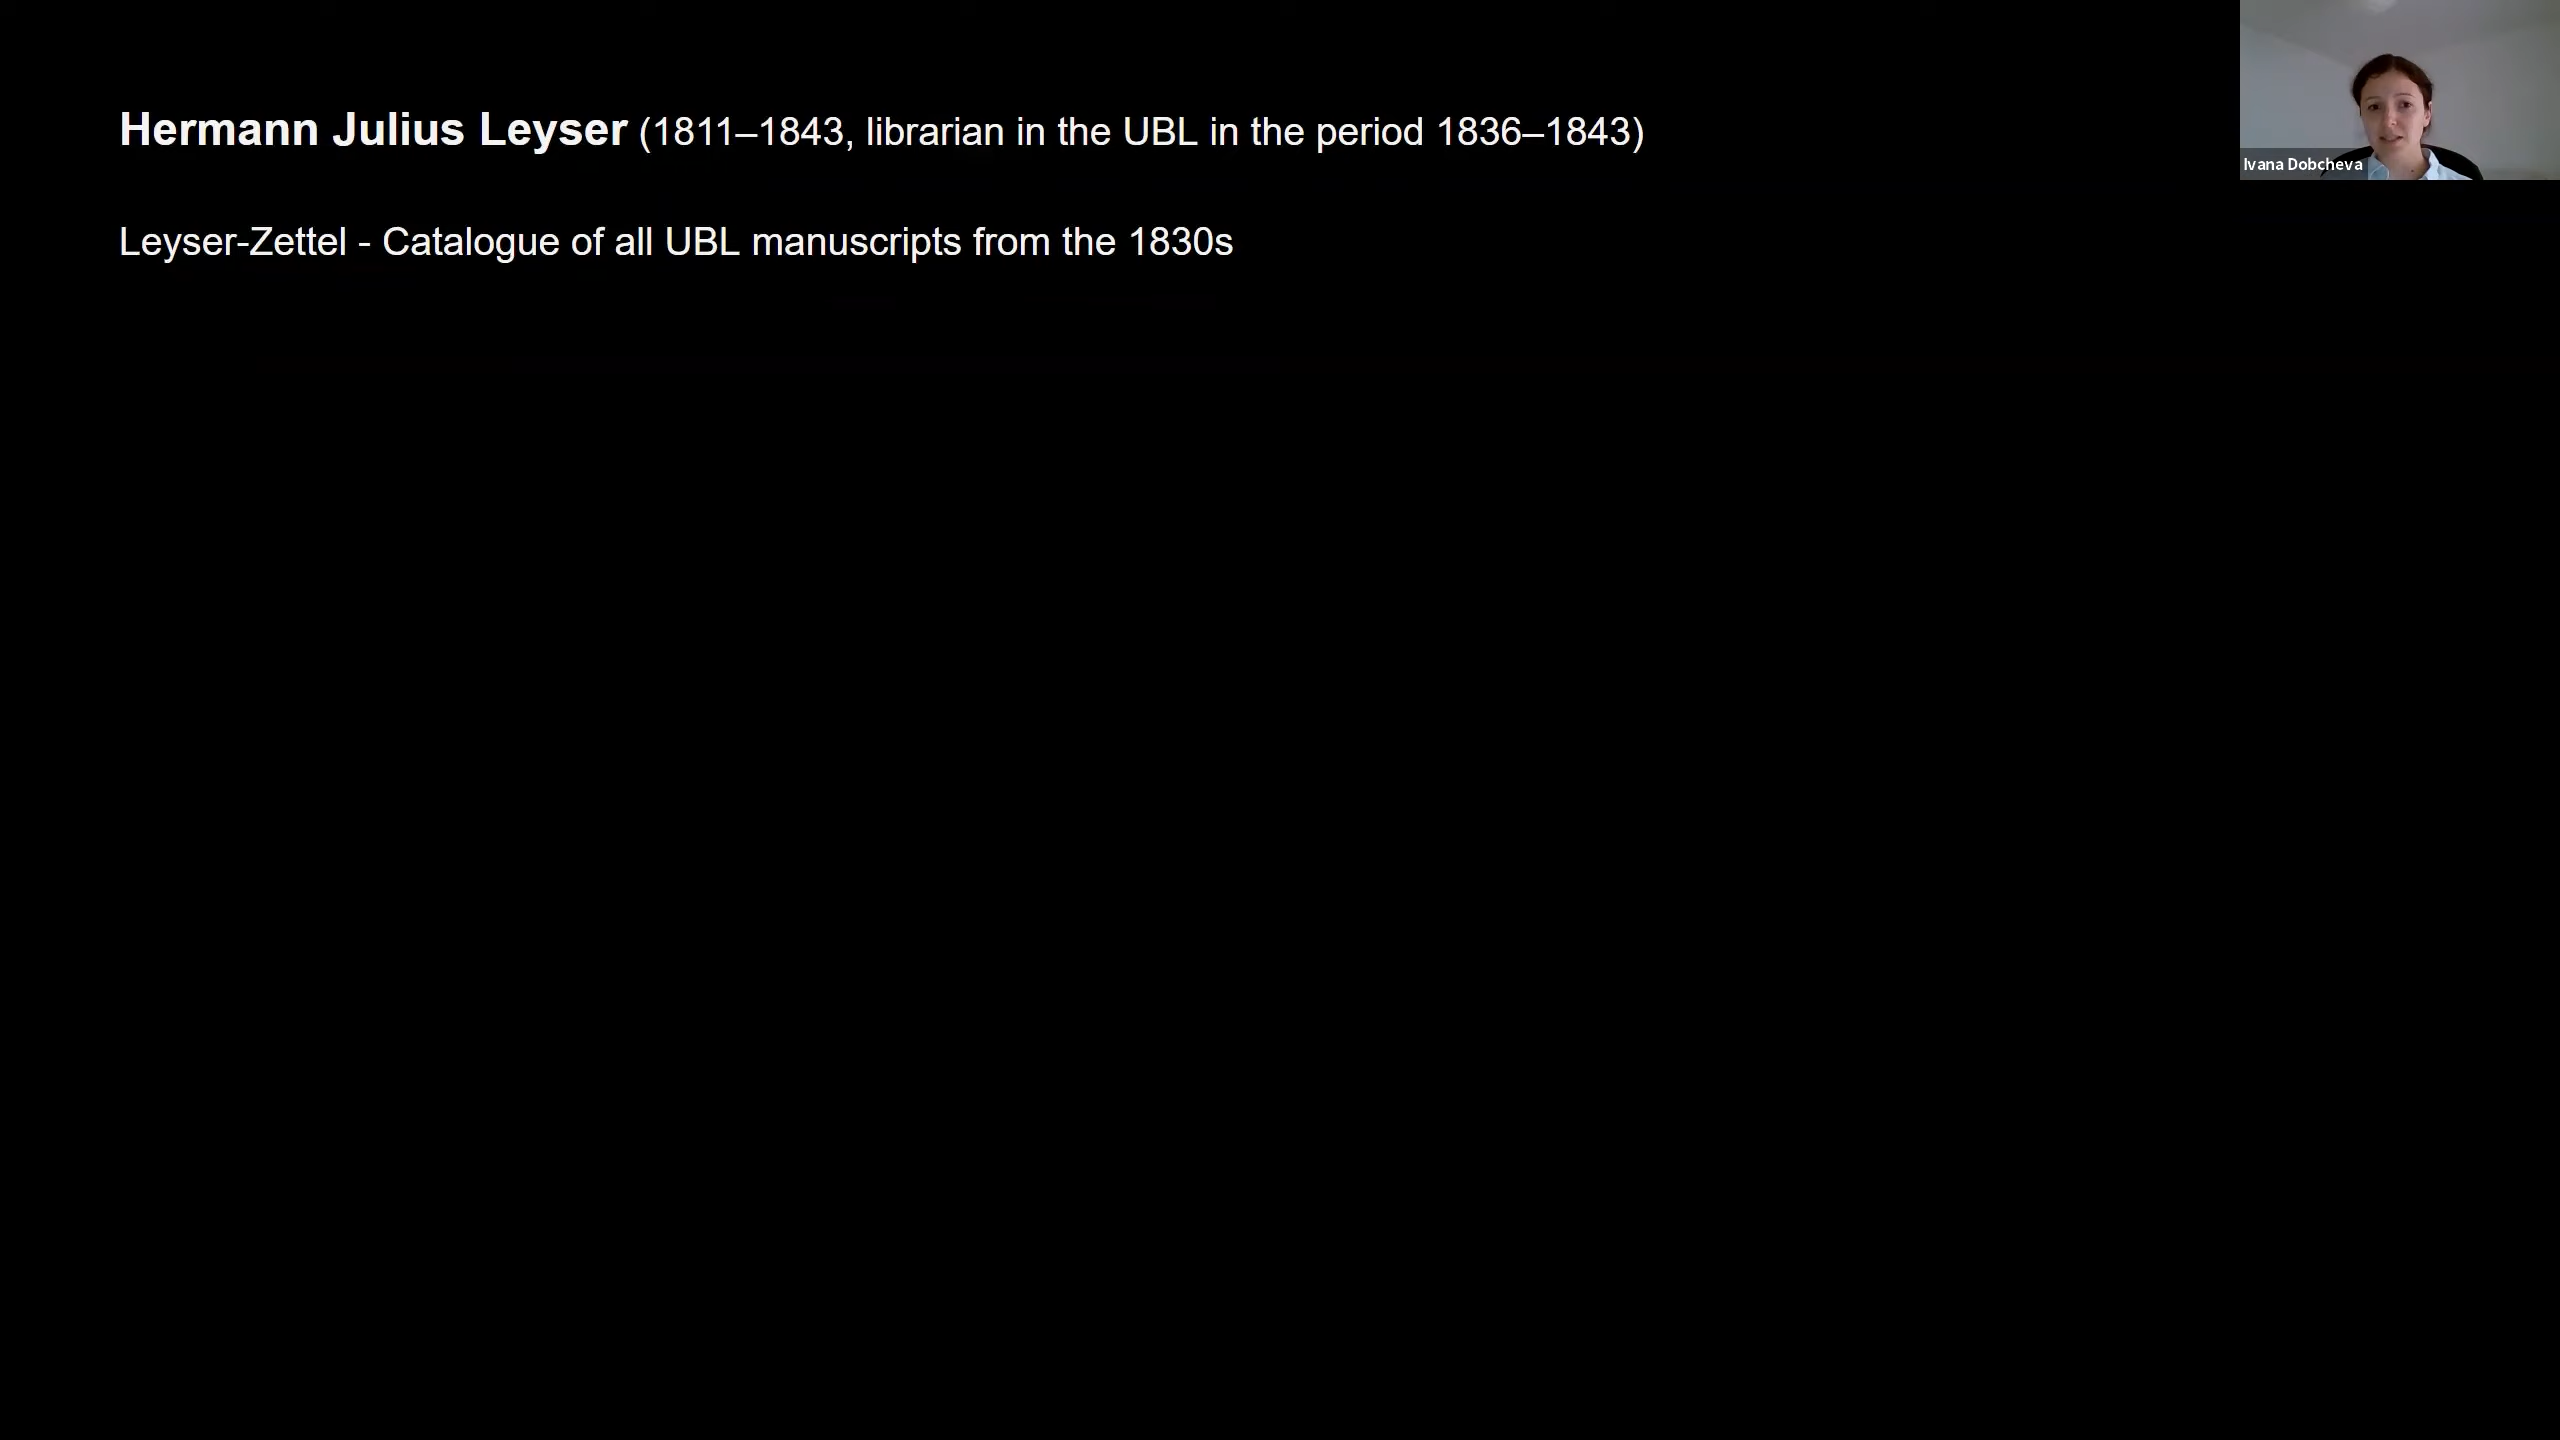 Hermann Julius Leyser (1811–1843, librarian in the UBL in the period 1836–1843)
Leyser-Zettel - Catalogue of all UBL manuscripts from the 1830s
Ivana Dobcheva